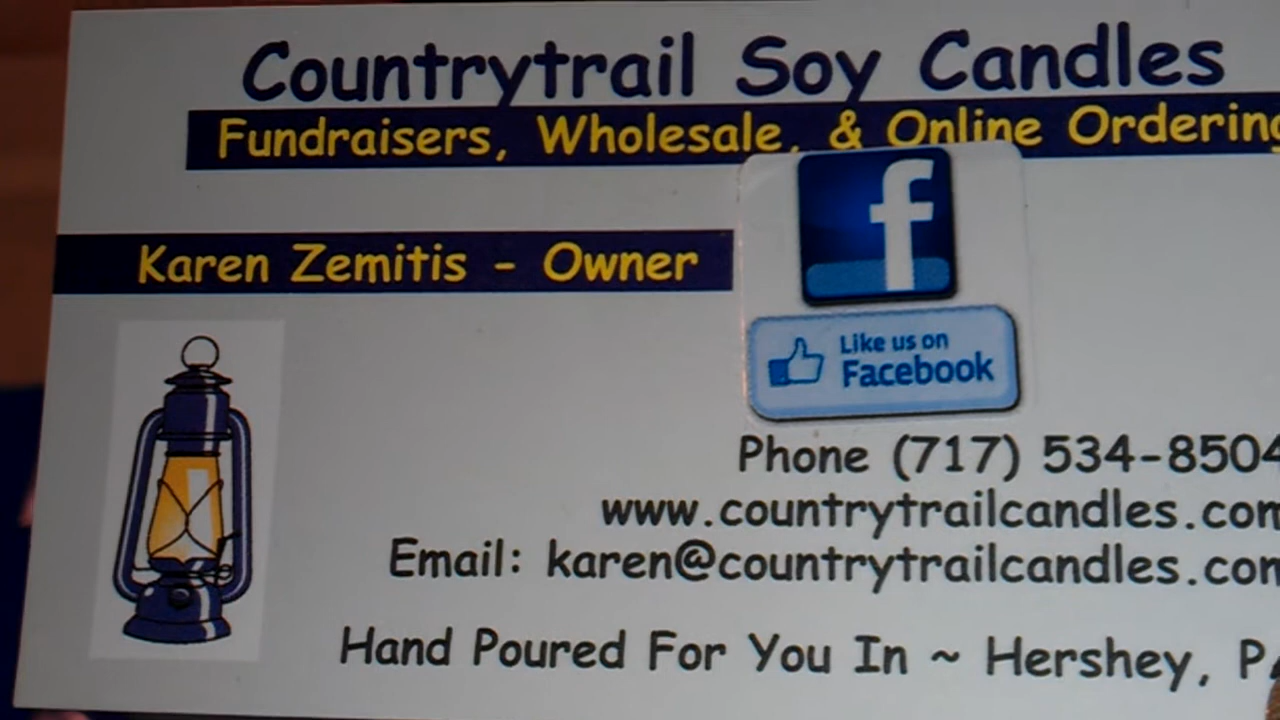 Countrytrail Soy Candles
Fundraisers, Wholesale, & Online Ordering
Karen Zemitis - Owner
f
Like us on
Facebook
Phone (717) 534-8504
www.countrytrailcandles.com
Email: karen@countrytrailcandles.com
Hand Poured For You In ~ Hershey, PA